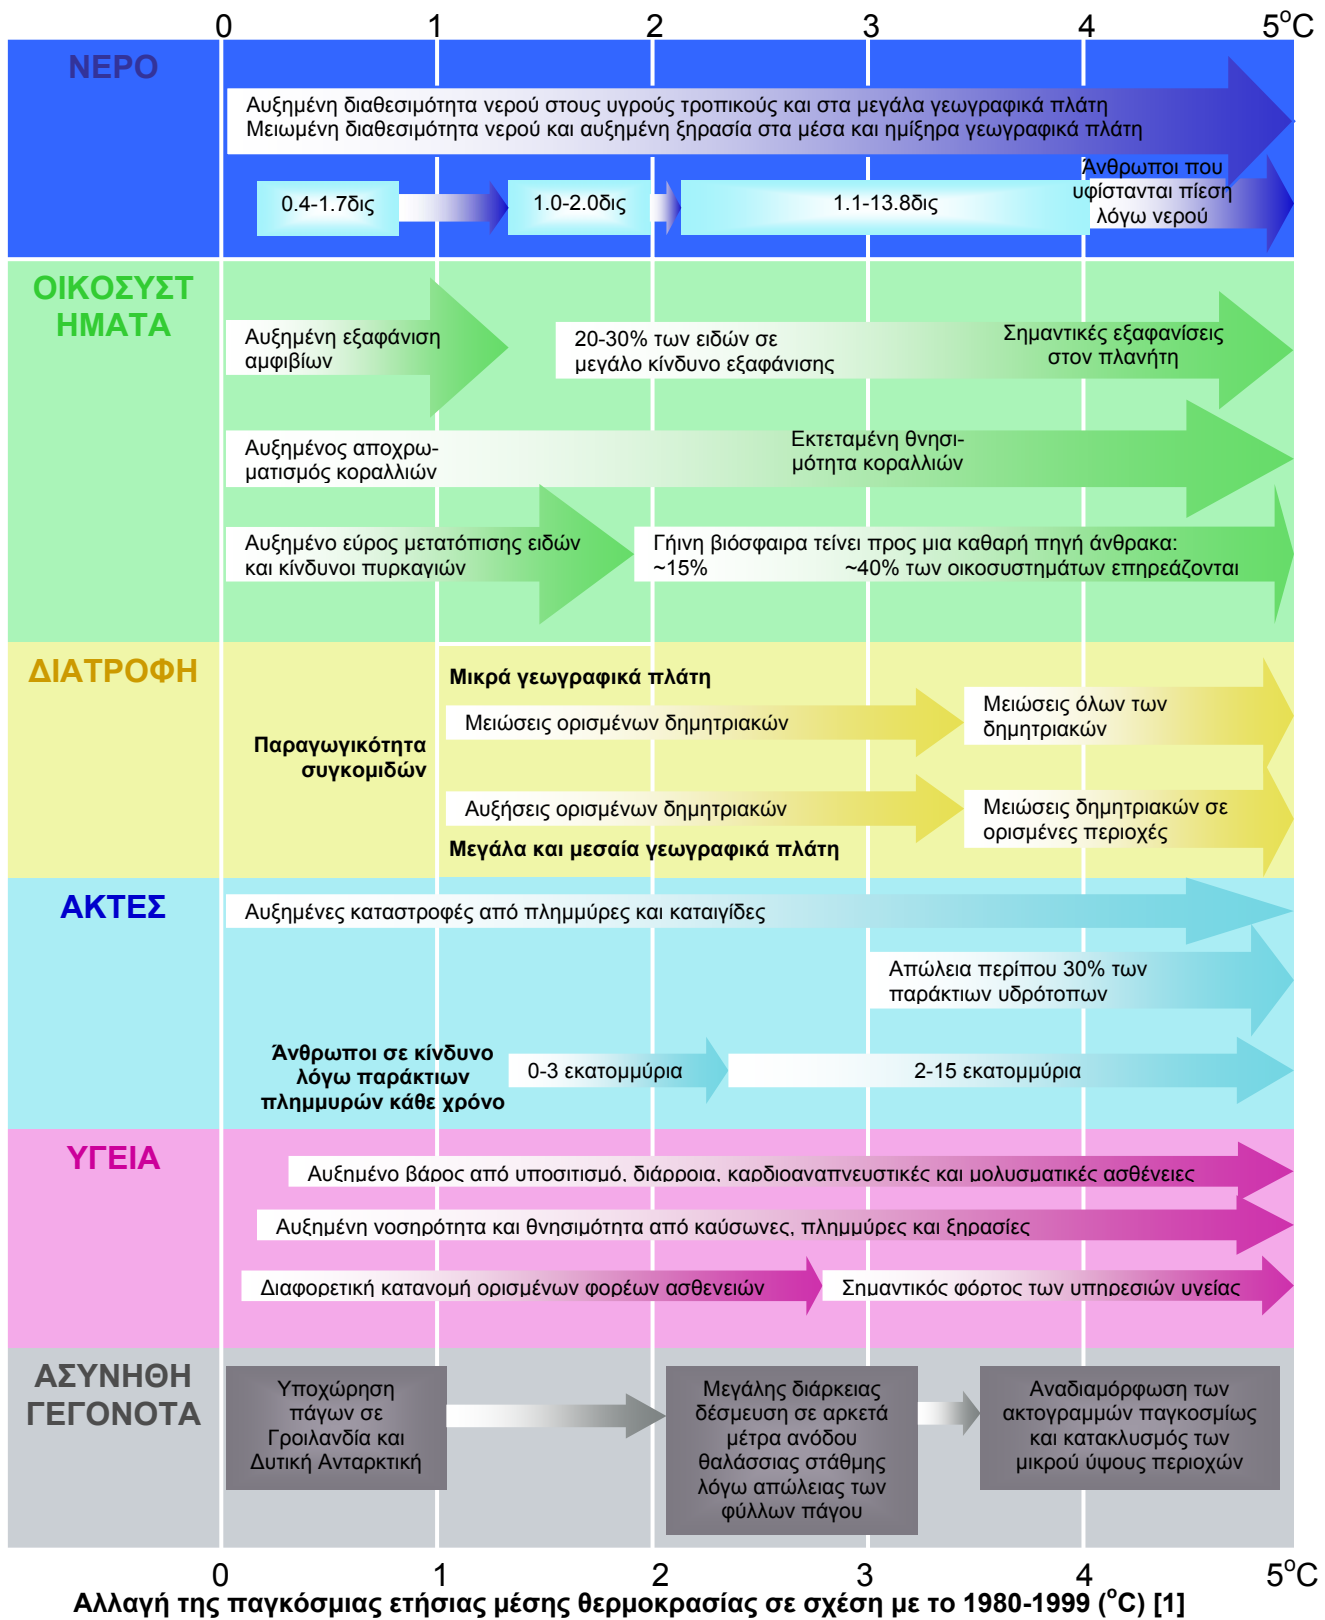 0 1 2 3 4 5°C
ΝΕΡΟ
Αυξημένη διαθεσιμότητα νερού στους υγρούς τροπικούς και στα μεγάλα γεωγραφικά πλάτη
Μειωμένη διαθεσιμότητα νερού και αυξημένη ξηρασία στα μέσα και ημίξηρα γεωγραφικά πλάτη
0.4-1.7δις
1.0-2.0δις
1.1-13.8δις
Άνθρωποι που
υφίστανται πίεση
λόγω νερού
ΟΙΚΟΣΥΣΤ
ΗΜΑΤΑ
Αυξημένη εξαφάνιση
αμφιβίων
20-30% των ειδών σε
μεγάλο κίνδυνο εξαφάνισης
Σημαντικές εξαφανίσεις
στον πλανήτη
Αυξημένος αποχρω-
ματισμός κοραλλιών
Εκτεταμένη θνησι-
μότητα κοραλλιών
Αυξημένο εύρος μετατόπισης ειδών
και κίνδυνοι πυρκαγιών
Γήινη βιόσφαιρα τείνει προς μια καθαρή πηγή άνθρακα:
~15% ~40% των οικοσυστημάτων επηρεάζονται
ΔΙΑΤΡΟΦΗ
Παραγωγικότητα
συγκομιδών
Μικρά γεωγραφικά πλάτη
Μειώσεις ορισμένων δημητριακών
Μειώσεις όλων των
δημητριακών
Αυξήσεις ορισμένων δημητριακών
Μειώσεις δημητριακών σε
ορισμένες περιοχές
Μεγάλα και μεσαία γεωγραφικά πλάτη
ΑΚΤΕΣ
Αυξημένες καταστροφές από πλημμύρες και καταιγίδες
Απώλεια περίπου 30% των
παράκτιων υδρότοπων
Άνθρωποι σε κίνδυνο
λόγω παράκτιων
πλημμυρών κάθε χρόνο
0-3 εκατομμύρια
2-15 εκατομμύρια
ΥΓΕΙΑ
Αυξημένο βάρος από υποσιτισμό, διάρροια, καρδιοαναπνευστικές και μολυσματικές ασθένειες
Αυξημένη νοσηρότητα και θνησιμότητα από καύσωνες, πλημμύρες και ξηρασίες
Διαφορετική κατανομή ορισμένων φορέων ασθενειών
Σημαντικός φόρτος των υπηρεσιών υγείας
ΑΣΥΝΗΘΗ
ΓΕΓΟΝΟΤΑ
Υποχώρηση
πάγων σε
Γροιλανδία και
Δυτική Ανταρκτική
Μεγάλης διάρκειας
δέσμευση σε αρκετά
μέτρα ανόδου
θαλάσσιας στάθμης
λόγω απώλειας των
φύλλων πάγου
Αναδιαμόρφωση των
ακτογραμμών παγκοσμίως
και κατακλυσμός των
μικρού ύψους περιοχών
0 1 2 3 4 5°C
Αλλαγή της παγκόσμιας ετήσιας μέσης θερμοκρασίας σε σχέση με το 1980-1999 (°C) [1]